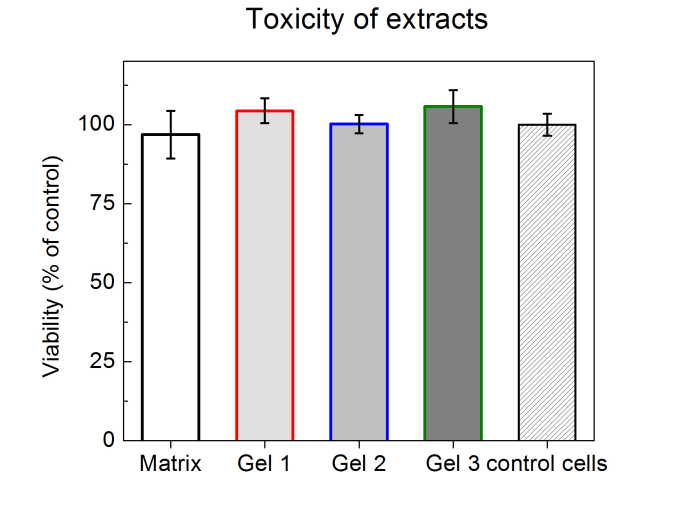 Toxicity of extracts
Viability (% of control)
100
75
50
25
0
Matrix Gel 1 Gel 2 Gel 3 control cells